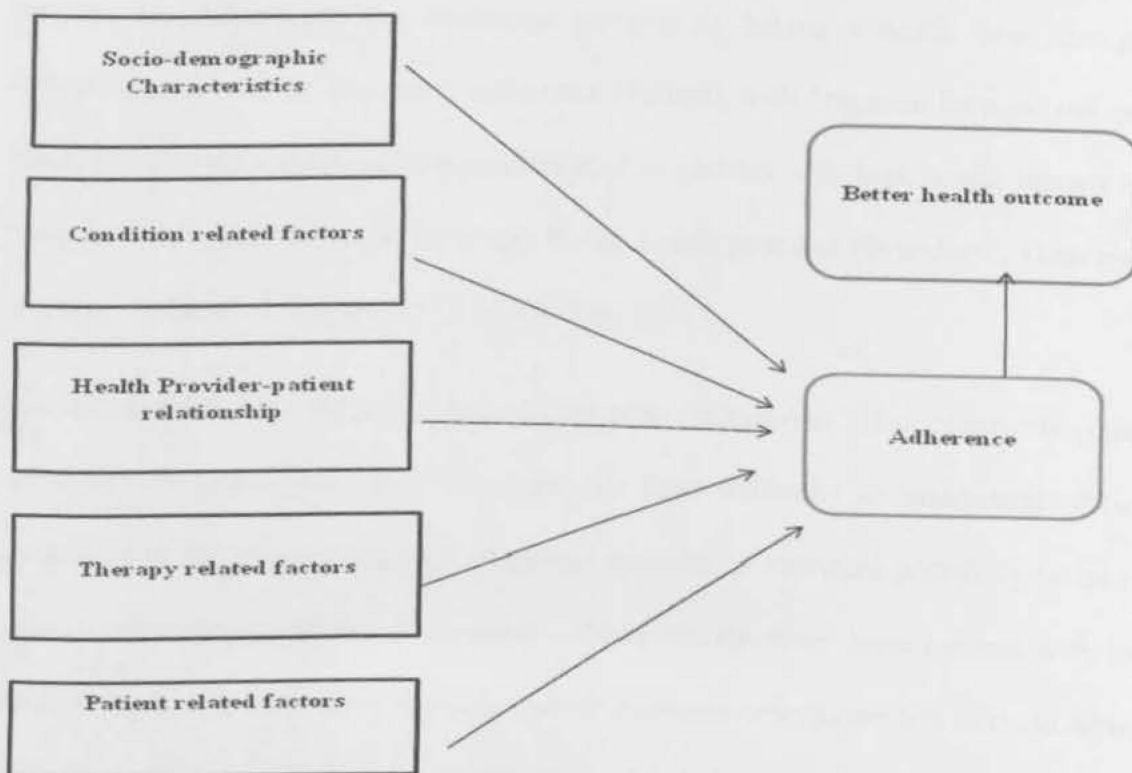 Socio-demographic
Characteristics
Condition related factors
Health Provider-patient
relationship
Therapy related factors
Patient related factors
Better health outcome
Adherence